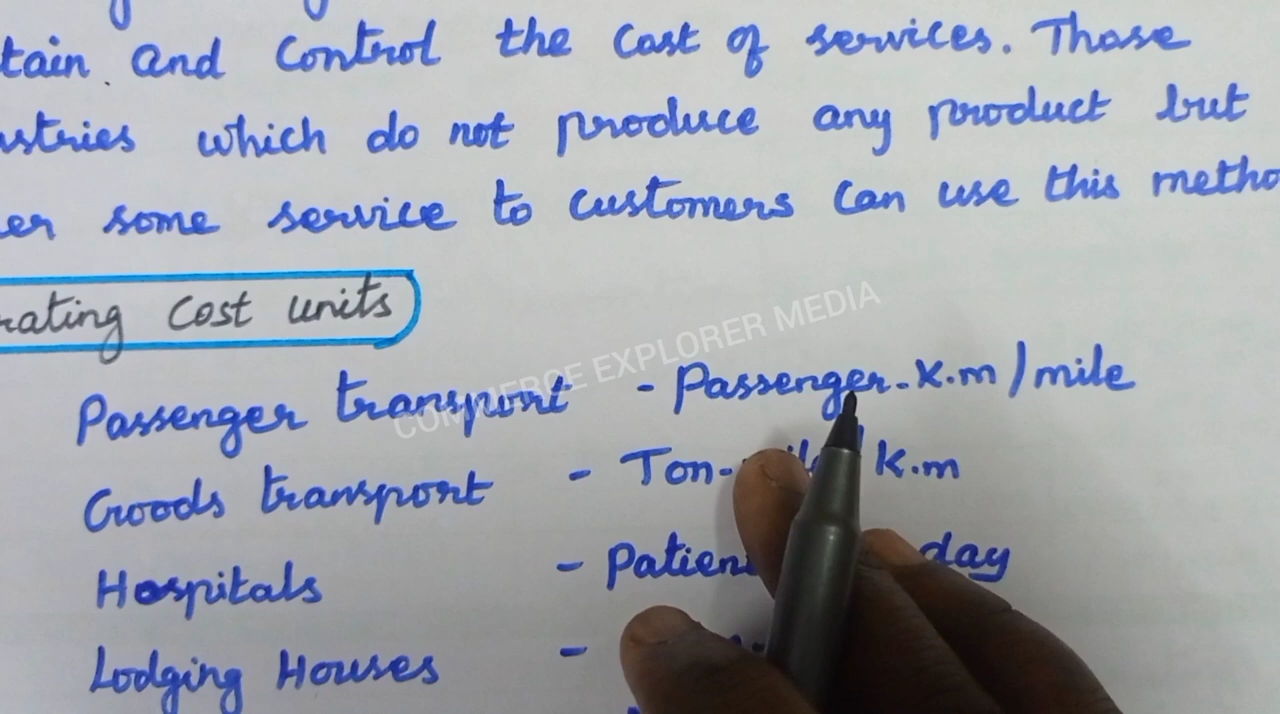 tain and control the cost of services. Those
ustries which do not produce any product but
er some service to customers can use this metho
rating cost units
COMMERCE EXPLORER MEDIA
Passenger transport - Passenger-K.m/mile
Goods transport - Ton- / K.m
Hospitals - Patien day
Lodging Houses -